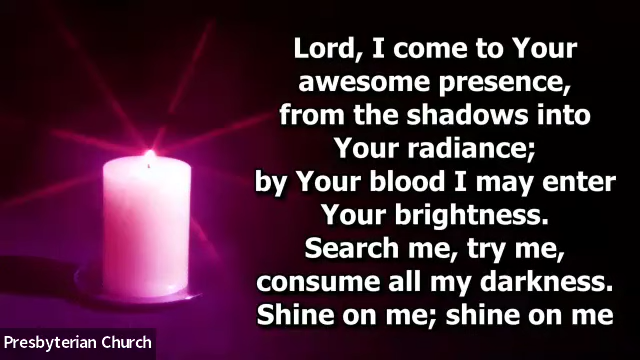 Lord, I come to Your
awesome presence,
from the shadows into
Your radiance;
by Your blood I may enter
Your brightness.
Search me, try me,
consume all my darkness.
Shine on me; shine on me
Presbyterian Church